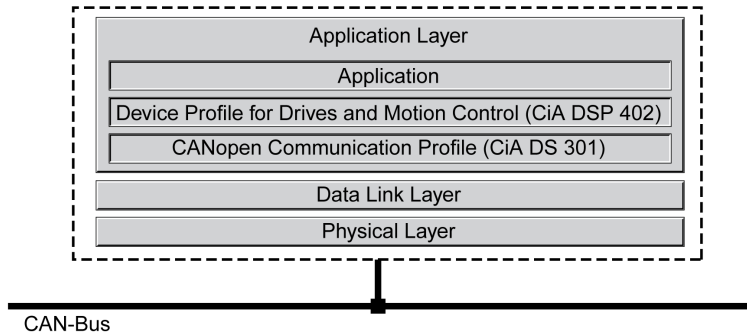 Application Layer
Application
Device Profile for Drives and Motion Control (CiA DSP 402)
CANopen Communication Profile (CiA DS 301)
Data Link Layer
Physical Layer
CAN-Bus